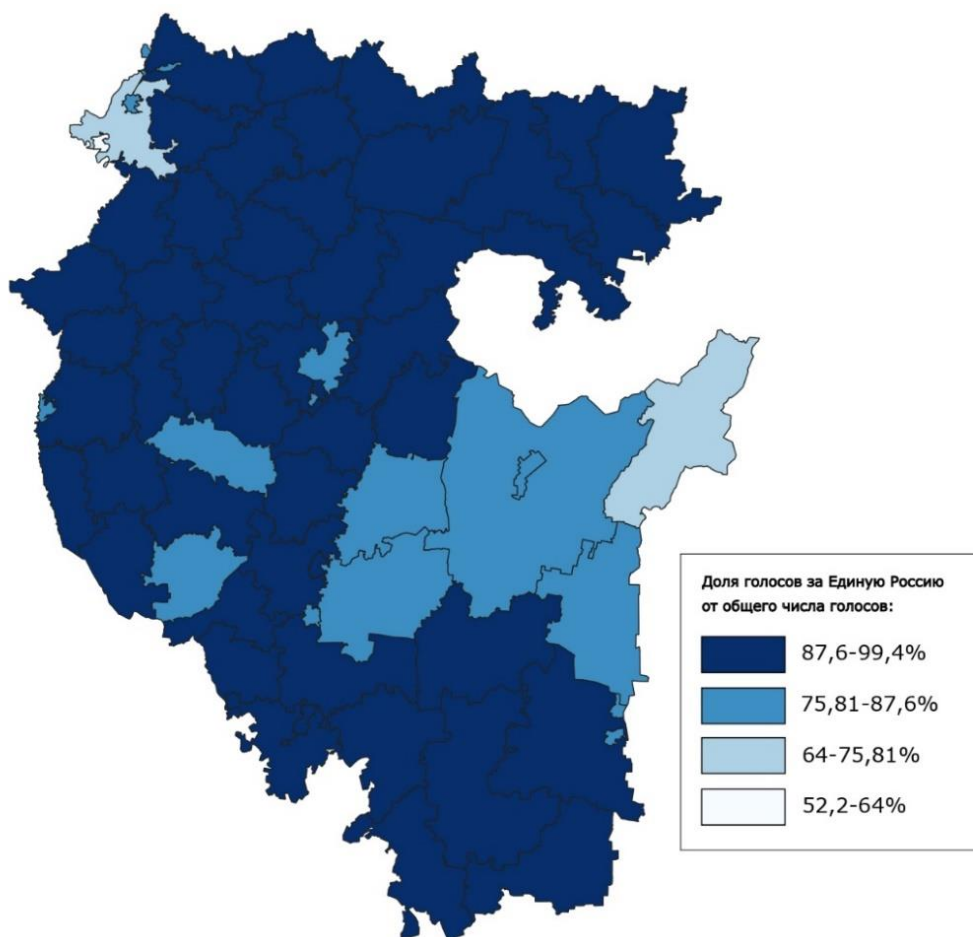 Доля голосов за Единую Россию
от общего числа голосов:
87,6-99,4%
75,81-87,6%
64-75,81%
52,2-64%